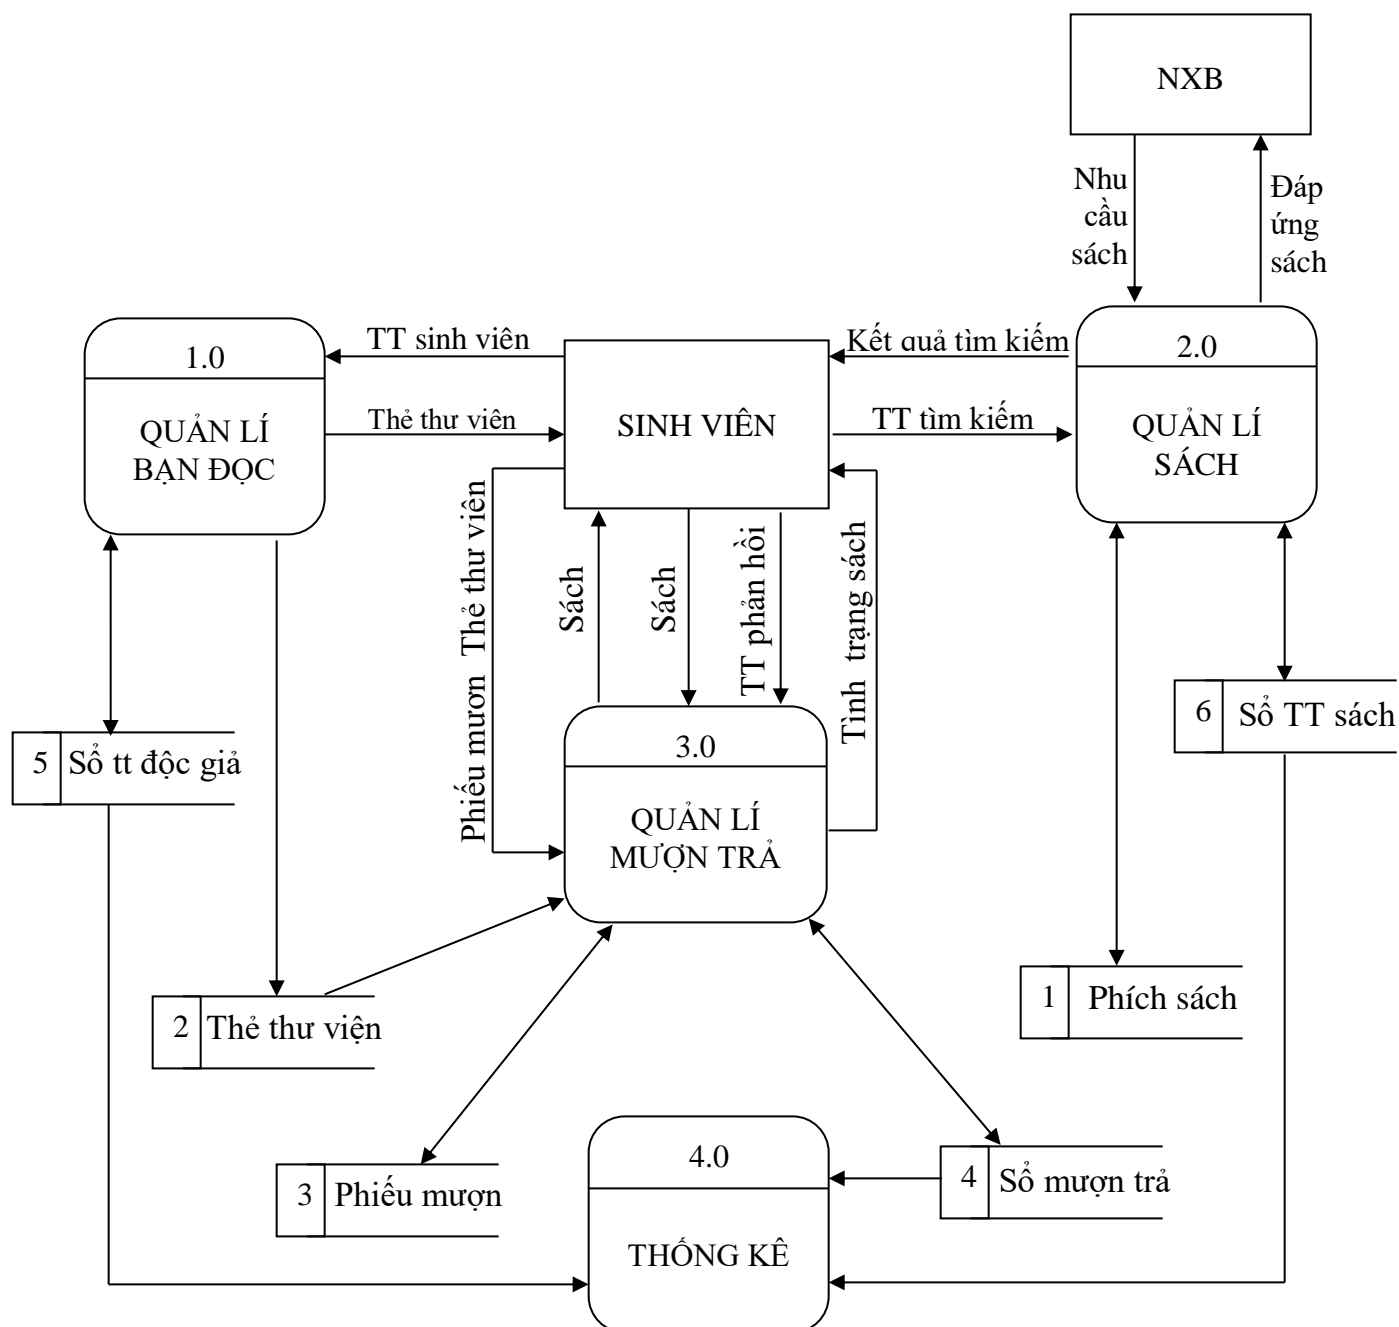 NXB
Nhu
cầu
sách
Đáp
ứng
sách
1.0
QUẢN LÍ
BẠN ĐỌC
TT sinh viên
Thẻ thư viên
SINH VIÊN
Kết quả tìm kiếm
TT tìm kiếm
2.0
QUẢN LÍ
SÁCH
Phiếu mươn Thẻ thư viên
Sách
Sách
TT phản hồi
Tình trạng sách
3.0
QUẢN LÍ
MƯỢN TRẢ
5 Sổ tt độc giả
6 Sổ TT sách
2 Thẻ thư viện
1 Phích sách
3 Phiếu mượn
4.0
THỐNG KÊ
4 Sổ mượn trả